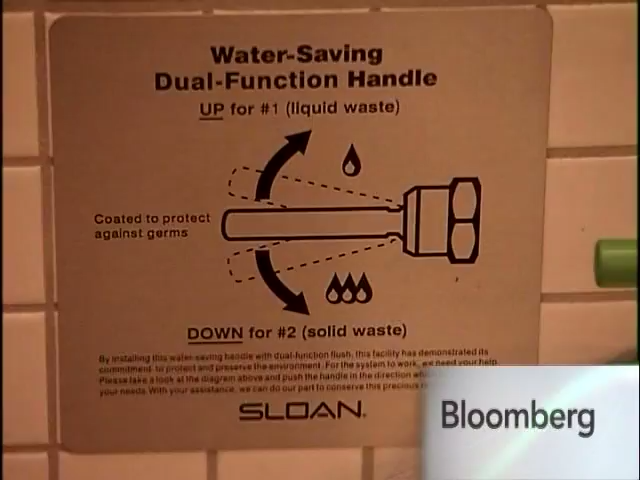 Water-Saving
Dual-Function Handle
UP for #1 (liquid waste)
Coated to protect
against germs
DOWN for #2 (solid waste)
By installing this water-saving handle with dual-function flush, this facility has demonstrated its
commitment to protect and preserve the environment. For the system to work, we need your help.
Please take a look at the diagram above and push the handle in the direction
your needs. With your assistance, we can do our part to conserve this precious
SLOAN.
Bloomberg